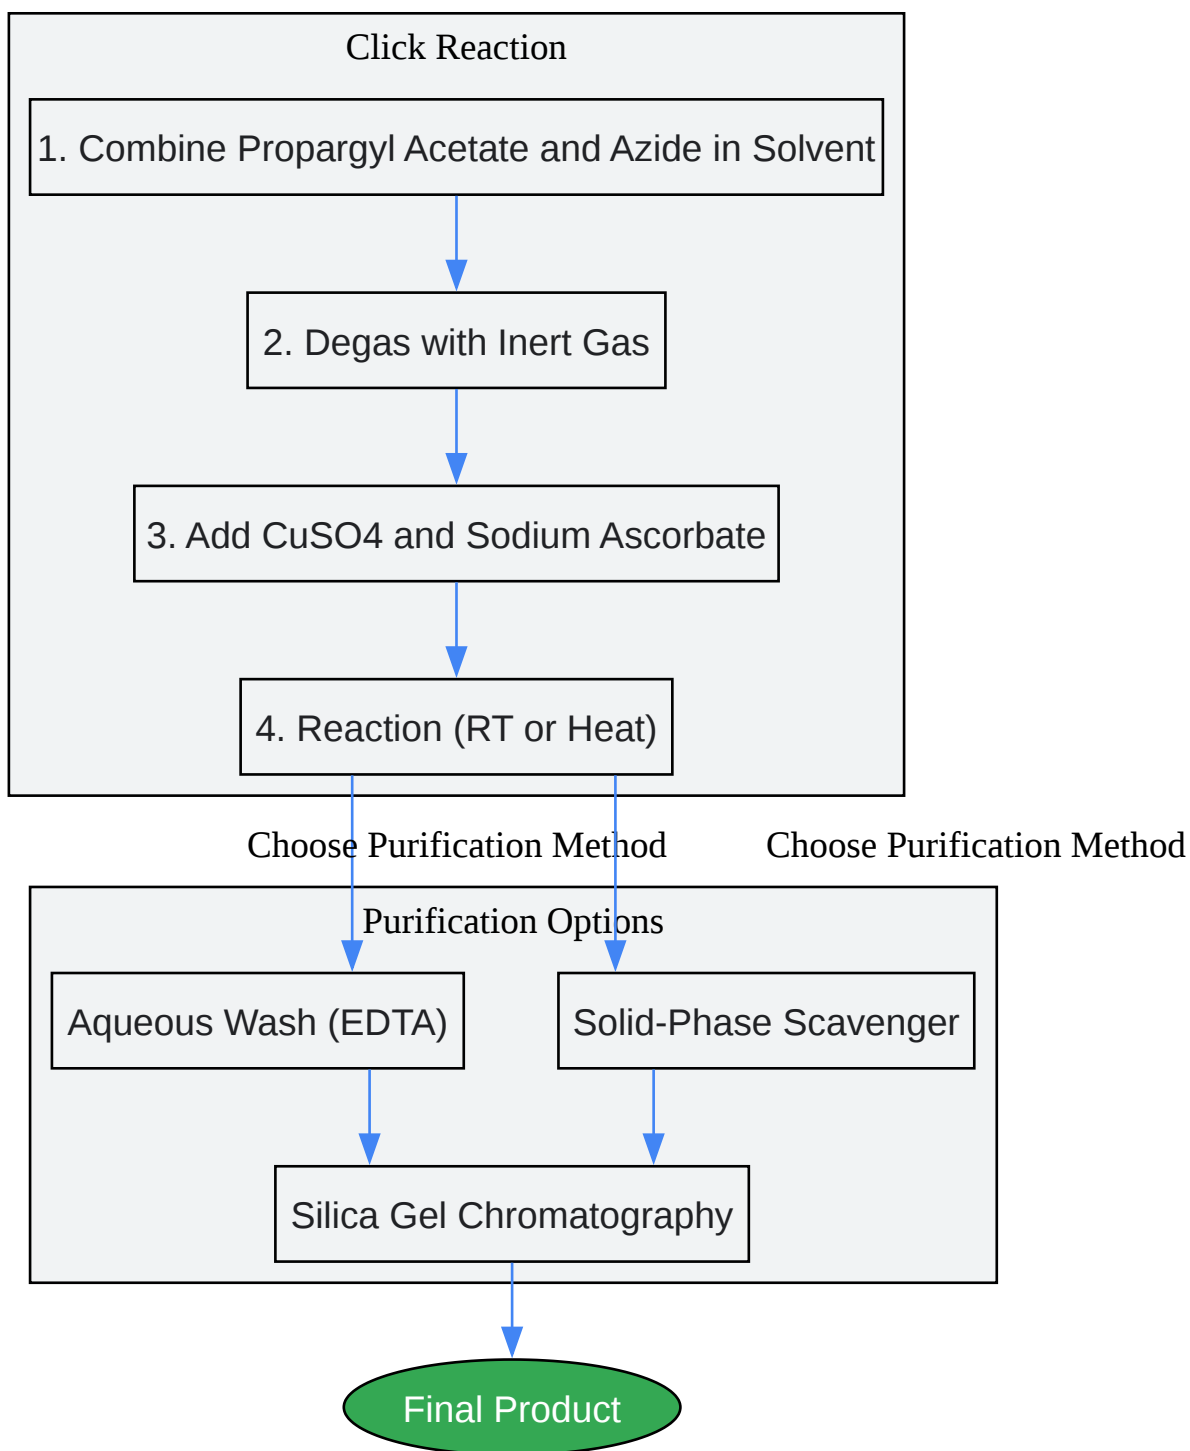 Click Reaction
1. Combine Propargyl Acetate and Azide in Solvent
2. Degas with Inert Gas
3. Add CuSO4 and Sodium Ascorbate
4. Reaction (RT or Heat)
Choose Purification Method
Choose Purification Method
Purification Options
Aqueous Wash (EDTA)
Solid-Phase Scavenger
Silica Gel Chromatography
Final Product